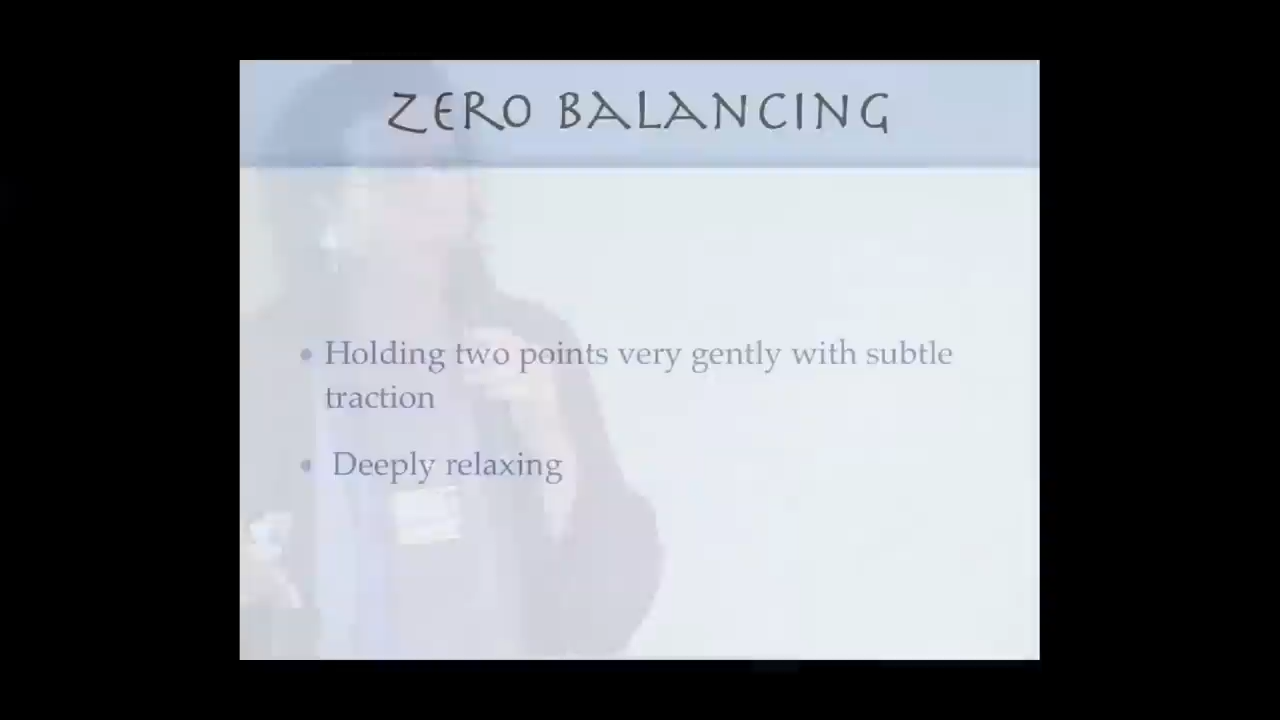 ZERO BALANCING
• Holding two points very gently with subtle
traction
• Deeply relaxing